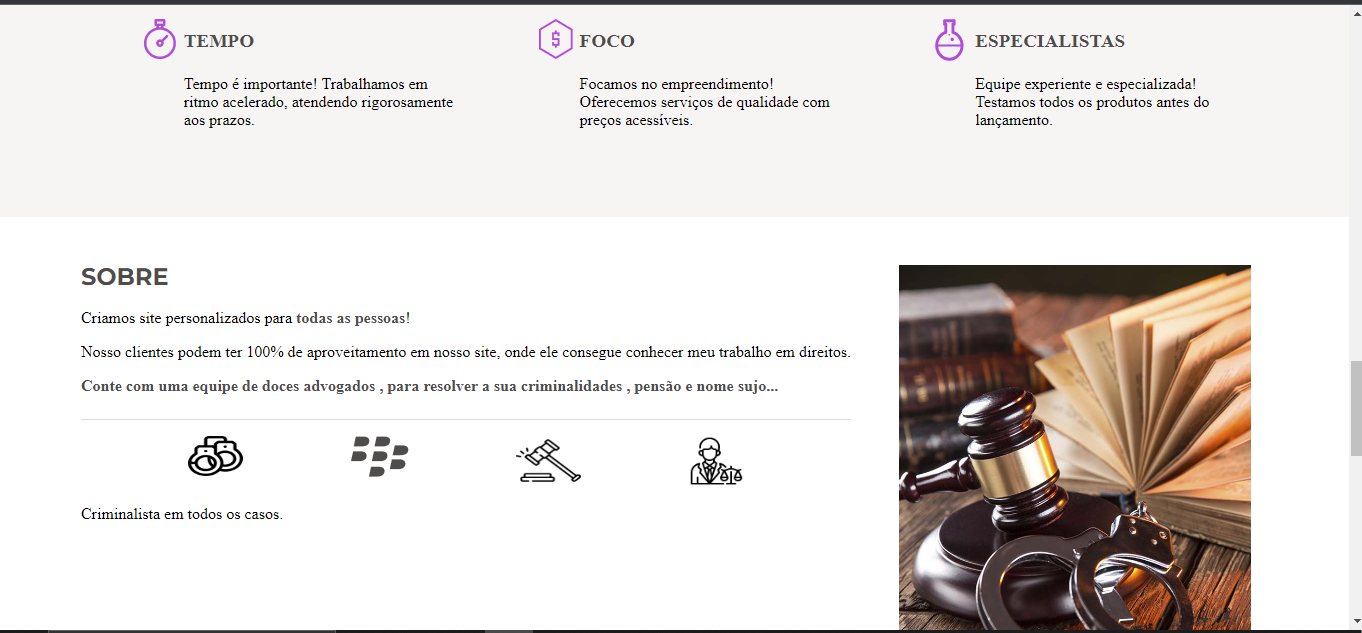 TEMPO
Tempo é importante! Trabalhamos em
ritmo acelerado, atendendo rigorosamente
aos prazos.
FOCO
Focamos no empreendimento!
Oferecemos serviços de qualidade com
preços acessíveis.
ESPECIALISTAS
Equipe experiente e especializada!
Testamos todos os produtos antes do
lançamento.
SOBRE
Criamos site personalizados para todas as pessoas!
Nosso clientes podem ter 100% de aproveitamento em nosso site, onde ele consegue conhecer meu trabalho em direitos.
Conte com uma equipe de doces advogados , para resolver a sua criminalidades , pensão e nome sujo...
Criminalista em todos os casos.